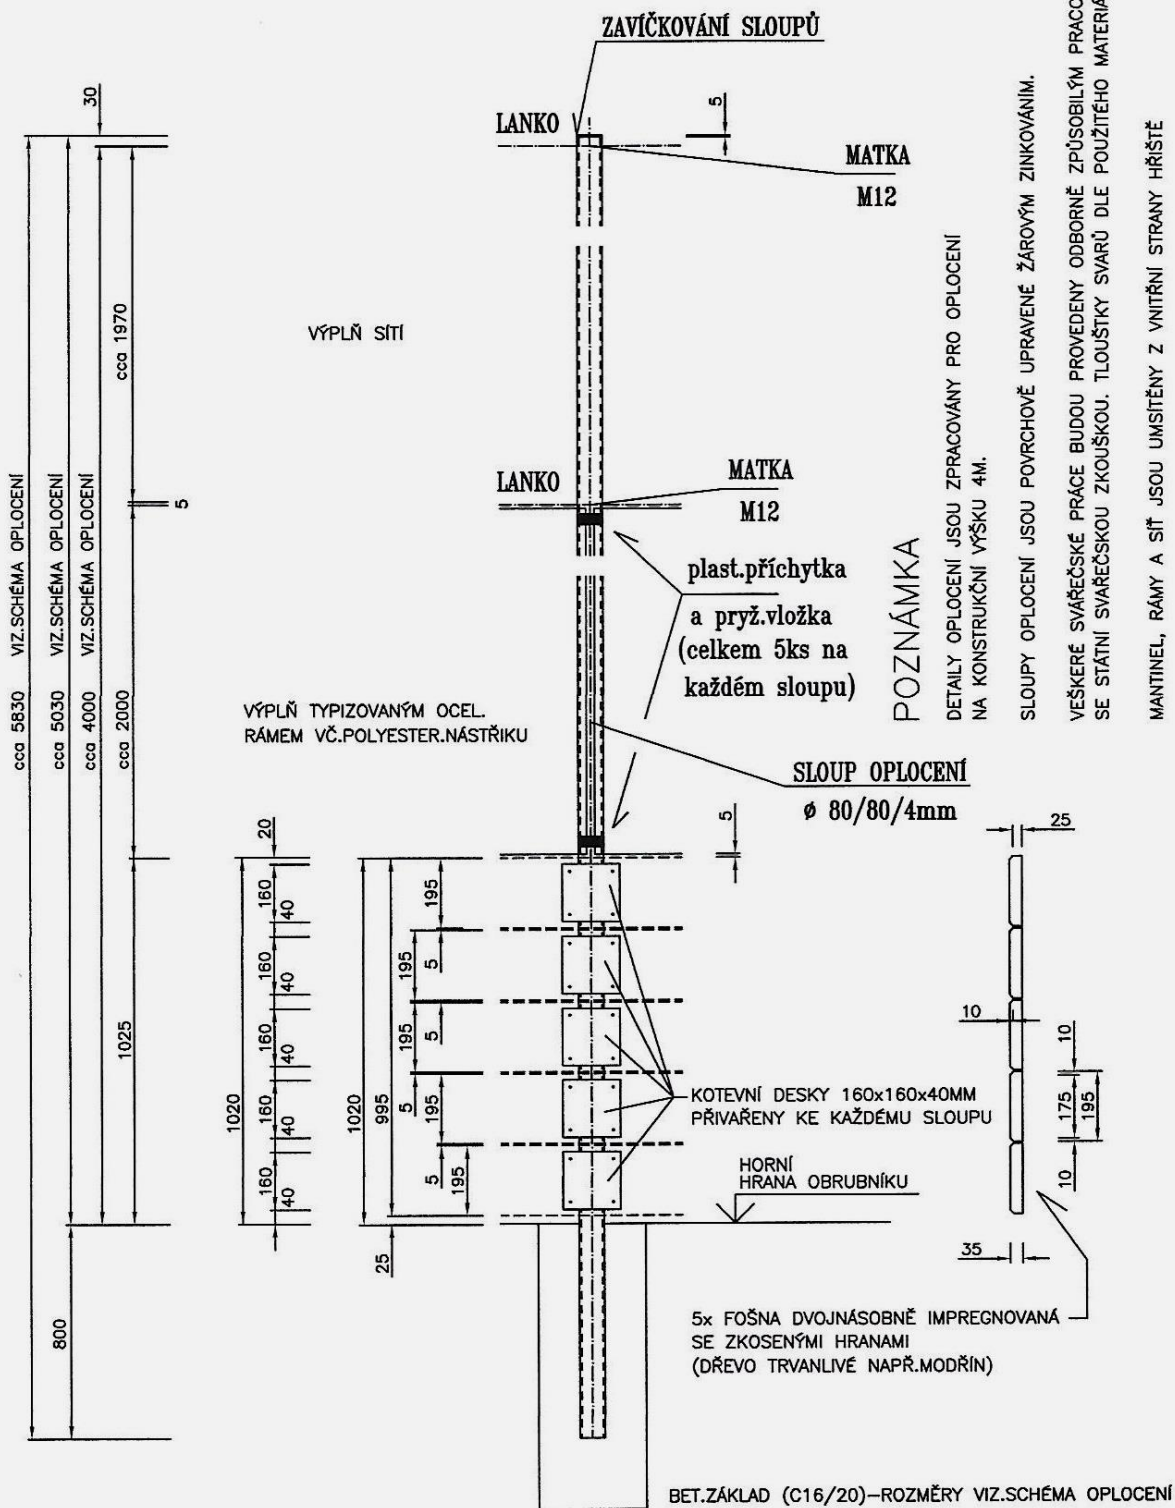 ZAVÍČKOVÁNÍ SLOUPŮ
LANKO
5
MATKA
M12
30
cca 5830 VIZ.SCHÉMA OPLOCENÍ
cca 5030 VIZ.SCHÉMA OPLOCENÍ
cca 4000 VIZ.SCHÉMA OPLOCENÍ
cca 1970
5
cca 2000
1025
800
VÝPLŇ SÍTÍ
LANKO
MATKA
M12
plast.příchytka
a pryž.vložka
(celkem 5ks na
každém sloupu)
VÝPLŇ TYPIZOVANÝM OCEL.
RÁMEM VČ.POLYESTER.NÁSTŘIKU
SLOUP OPLOCENÍ
ø 80/80/4mm
5
POZNÁMKA
DETAILY OPLOCENÍ JSOU ZPRACOVÁNY PRO OPLOCENÍ
NA KONSTRUKČNÍ VÝŠKU 4M.
SLOUPY OPLOCENÍ JSOU POVRCHOVĚ UPRAVENÉ ŽÁROVÝM ZINKOVÁNÍM.
VEŠKERÉ SVÁŘEČSKÉ PRÁCE BUDOU PROVEDENY ODBORNĚ ZPŮSOBILÝM PRACO
SE STÁTNÍ SVÁŘEČSKOU ZKOUŠKOU. TLOUŠTKY SVARŮ DLE POUŽITÉHO MATERIÁ
MANTINEL, RÁMY A SÍŤ JSOU UMSÍTĚNY Z VNITŘNÍ STRANY HŘIŠTĚ
20
160
40
160
40
160
40
160
40
160
40
1020
1020
995
25
195
5
195
5
195
5
195
5
195
KOTEVNÍ DESKY 160x160x40MM
PŘIVAŘENY KE KAŽDÉMU SLOUPU
HORNÍ
HRANA OBRUBNÍKU
25
10
10
175
195
10
35
5x FOŠNA DVOJNÁSOBNĚ IMPREGNOVANÁ
SE ZKOSENÝMI HRANAMI
(DŘEVO TRVANLIVÉ NAPŘ.MODŘÍN)
BET.ZÁKLAD (C16/20)-ROZMĚRY VIZ.SCHÉMA OPLOCENÍ